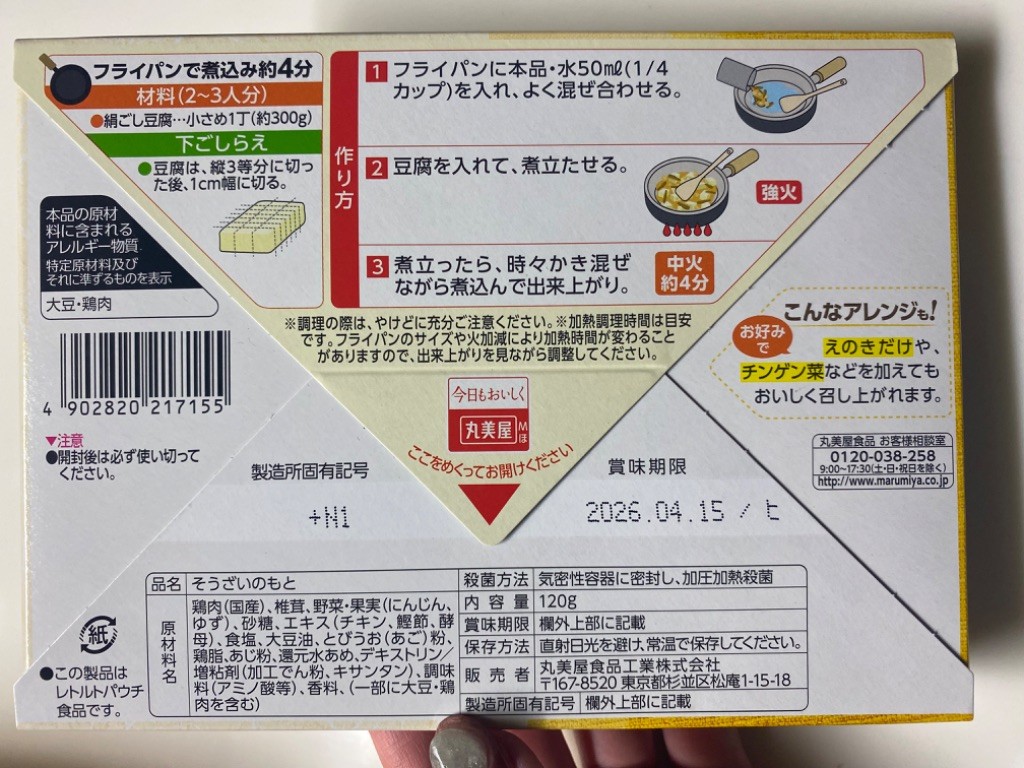 フライパンで煮込み約4分
材料(2~3人分)
●絹ごし豆腐…小さめ1丁(約300g)
下ごしらえ
●豆腐は、縦3等分に切っ
た後、1cm幅に切る。
作り方
1 フライパンに本品・水50mℓ(1/4
カップ)を入れ、よく混ぜ合わせる。
2 豆腐を入れて、煮立たせる。
強火
3 煮立ったら、時々かき混ぜ
ながら煮込んで出来上がり。
中火
約4分
※調理の際は、やけどに充分ご注意ください。※加熱調理時間は目安
です。フライパンのサイズや火加減により加熱時間が変わること
がありますので、出来上がりを見ながら調整してください。
今日もおいしく
丸美屋
Mほ
ここをめくってお開けください
本品の原材
料に含まれる
アレルギー物質
特定原材料及び
それに準ずるものを表示
大豆・鶏肉
4 902820 217155
▼注意
●開封後は必ず使い切って
ください。
こんなアレンジも!
お好み
で
えのきだけや、
チンゲン菜などを加えても
おいしく召し上がれます。
丸美屋食品 お客様相談室
0120-038-258
9:00~17:30(土・日・祝日を除く)
http://www.marumiya.co.jp
製造所固有記号
+N1
賞味期限
2026.04.15 / ヒ
品名 そうざいのもと
原材料名
鶏肉(国産)、椎茸、野菜・果実(にんじん、
ゆず)、砂糖、エキス(チキン、鰹節、酵
母)、食塩、大豆油、とびうお(あご)粉、
鶏脂、あじ粉、還元水あめ、デキストリン/
増粘剤(加工でん粉、キサンタン)、調味
料(アミノ酸等)、香料、(一部に大豆・鶏
肉を含む)
殺菌方法 気密性容器に密封し、加圧加熱殺菌
内容量 120g
賞味期限 欄外上部に記載
保存方法 直射日光を避け、常温で保存してください。
販売者 丸美屋食品工業株式会社
〒167-8520 東京都杉並区松庵1-15-18
製造所固有記号 欄外上部に記載
紙
●この製品は
レトルトパウチ
食品です。